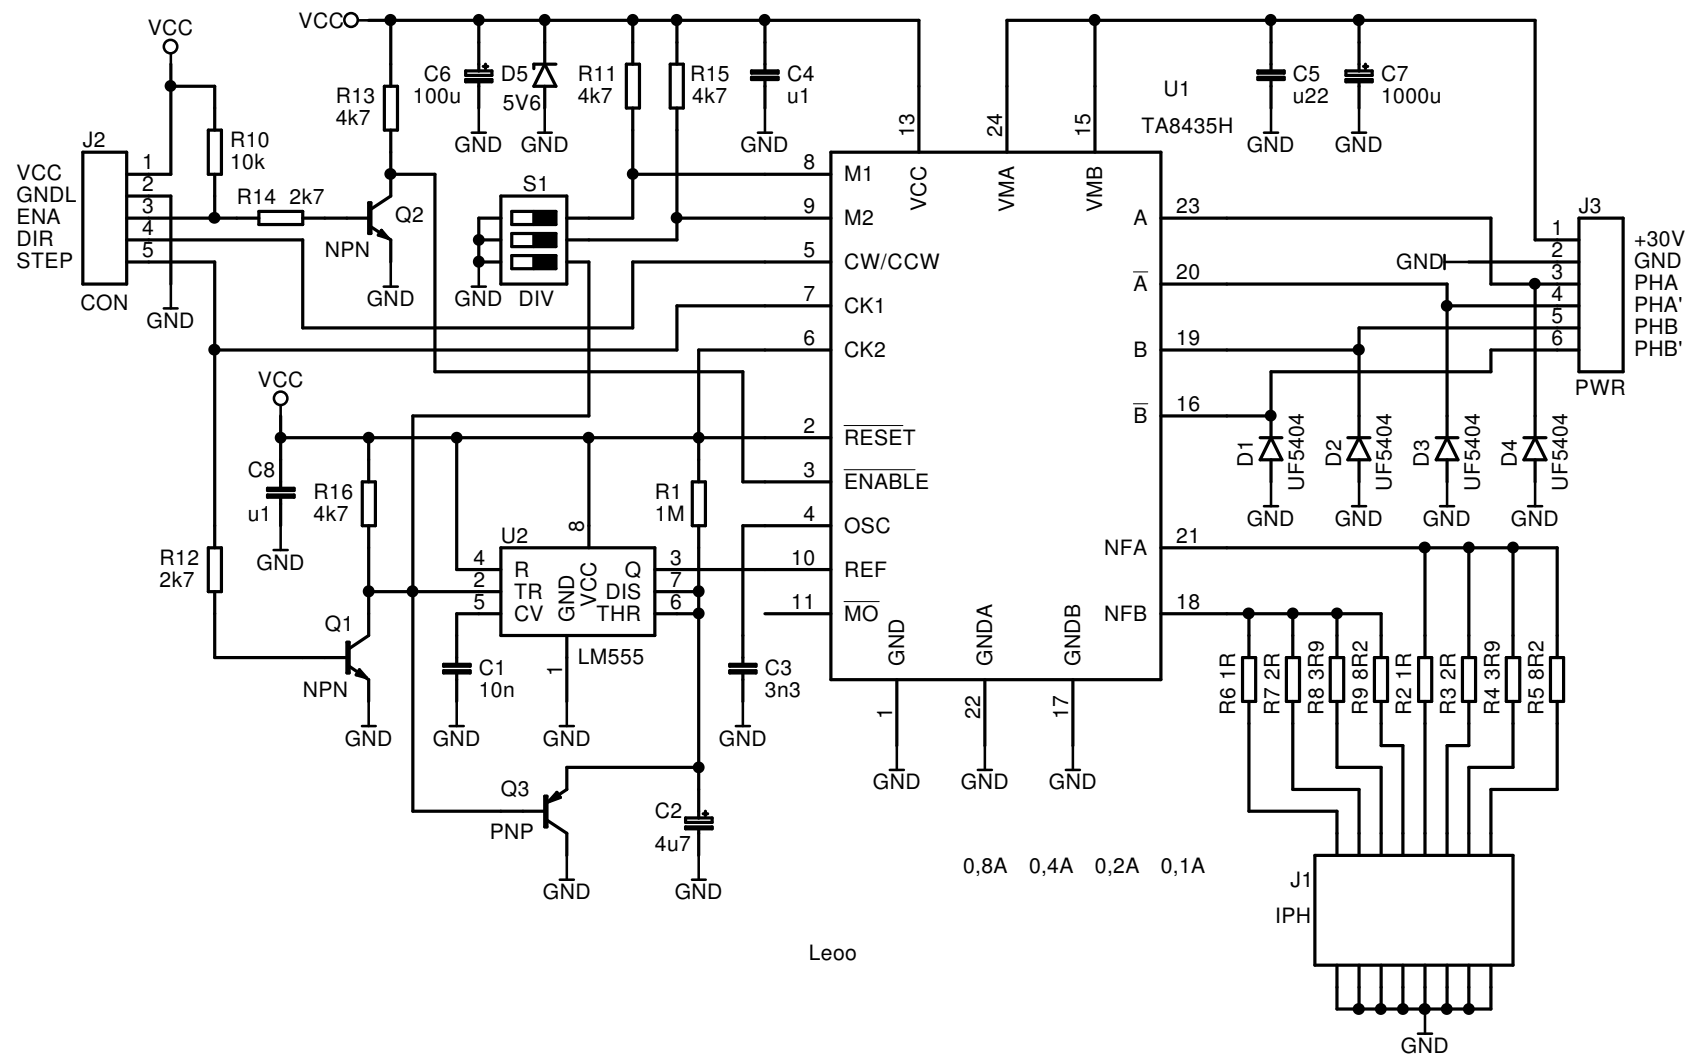 VCC
VCC
R13
4k7
C6
100u
D5
5V6
R11
4k7
R15
4k7
C4
u1
GND
GND
GND
13
24
15
U1
TA8435H
C5
u22
C7
1000u
GND
GND
J2
VCC
GNDL
ENA
DIR
STEP
1
2
3
4
5
CON
GND
R10
10k
R14 2k7
Q2
NPN
GND
S1
DIV
GND
8
9
5
7
6
2
3
4
10
11
M1
M2
CW/CCW
CK1
CK2
RESET
ENABLE
OSC
REF
MO
VCC
VMA
VMB
A
A
B
B
NFA
NFB
GND
GNDA
GNDB
23
20
19
16
21
18
1
22
17
GND
GND
GND
J3
1
2
3
4
5
6
+30V
GND
PHA
PHA'
PHB
PHB'
PWR
GND
D1
UF5404
D2
UF5404
D3
UF5404
D4
UF5404
GND
GND
GND
GND
VCC
C8
u1
GND
R16
4k7
R12
2k7
Q1
NPN
GND
U2
LM555
4
2
5
R
TR
CV
GND
VCC
Q
DIS
THR
3
7
6
8
1
R1
1M
C1
10n
GND
GND
C3
3n3
GND
Q3
PNP
GND
C2
4u7
GND
R6 1R
R7 2R
R8 3R9
R9 8R2
R2 1R
R3 2R
R4 3R9
R5 8R2
0,8A 0,4A 0,2A 0,1A
J1
IPH
GND
Leoo